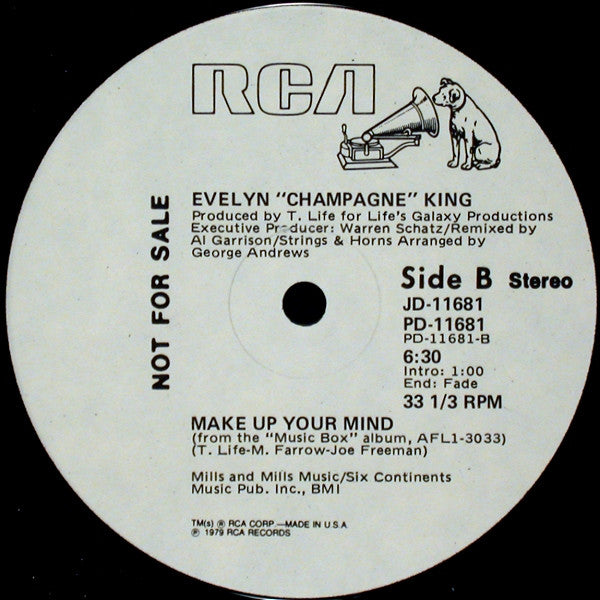 RCA
NOT FOR SALE
EVELYN "CHAMPAGNE" KING
Produced by T. Life for Life's Galaxy Productions
Executive Producer: Warren Schatz/Remixed by
Al Garrison/Strings & Horns Arranged by
George Andrews
Side B Stereo
JD-11681
PD-11681
PD-11681-B
6:30
Intro: 1:00
End: Fade
33 1/3 RPM
MAKE UP YOUR MIND
(from the "Music Box" album, AFL1-3033)
(T. Life-M. Farrow-Joe Freeman)
Mills and Mills Music/Six Continents
Music Pub. Inc., BMI
TM(s) ® RCA CORP.—MADE IN U.S.A
℗ 1979 RCA RECORDS